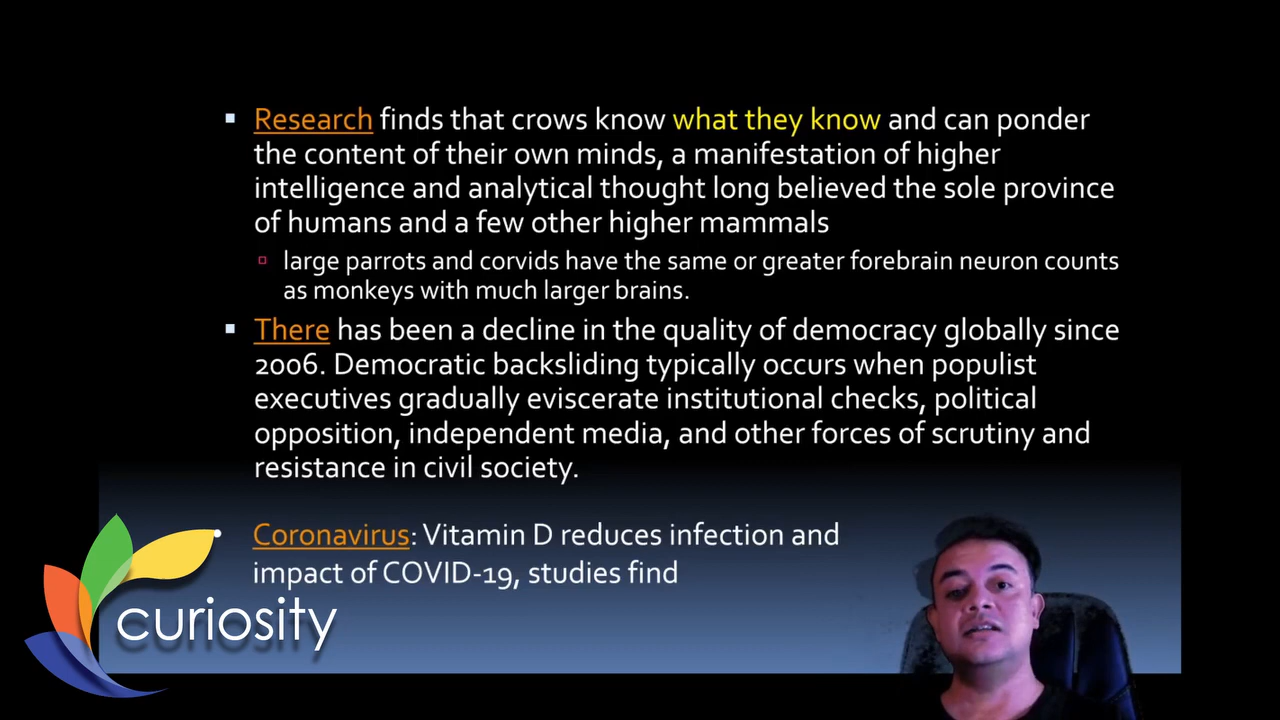 Research finds that crows know what they know and can ponder
the content of their own minds, a manifestation of higher
intelligence and analytical thought long believed the sole province
of humans and a few other higher mammals
large parrots and corvids have the same or greater forebrain neuron counts
as monkeys with much larger brains.
There has been a decline in the quality of democracy globally since
2006. Democratic backsliding typically occurs when populist
executives gradually eviscerate institutional checks, political
opposition, independent media, and other forces of scrutiny and
resistance in civil society.
Coronavirus: Vitamin D reduces infection and
impact of COVID-19, studies find
curiosity